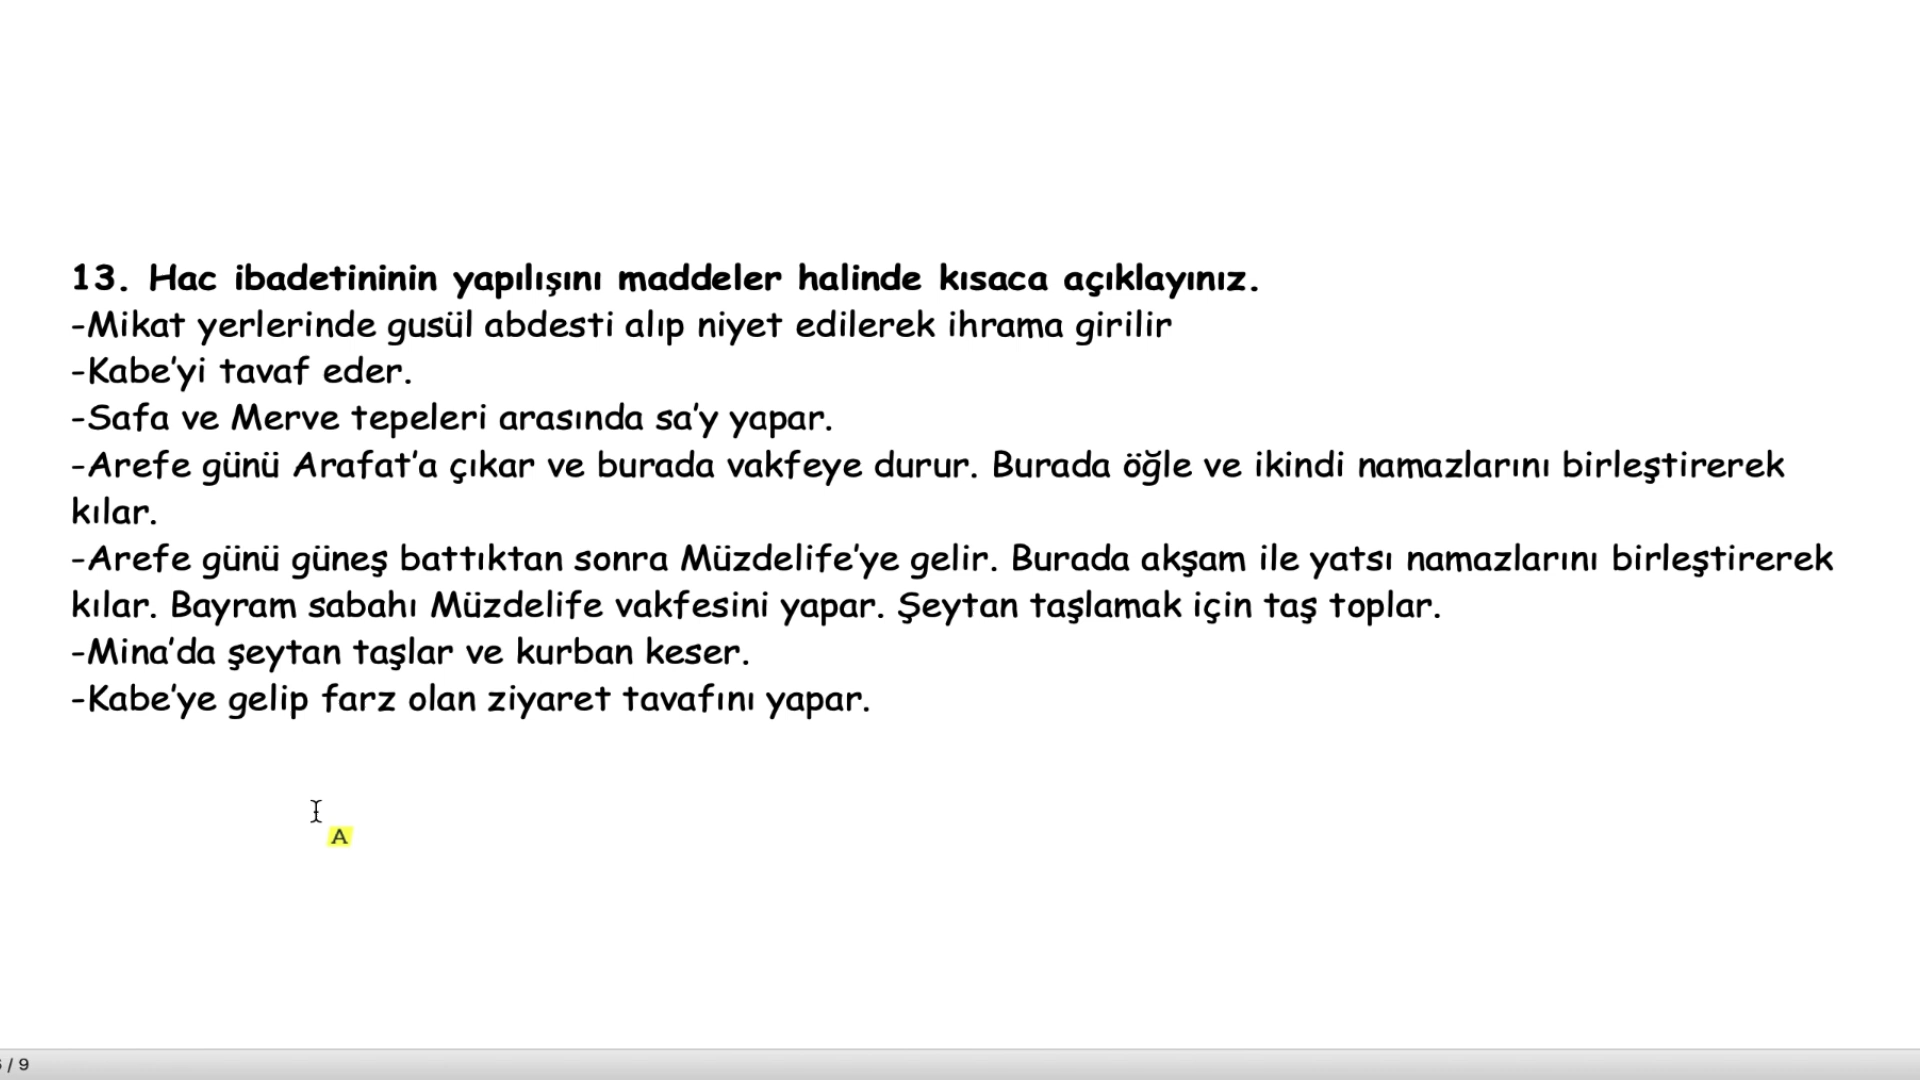 13. Hac ibadetininin yapılışını maddeler halinde kısaca açıklayınız.
-Mikat yerlerinde gusül abdesti alıp niyet edilerek ihrama girilir
-Kabe'yi tavaf eder.
-Safa ve Merve tepeleri arasında sa'y yapar.
-Arefe günü Arafat'a çıkar ve burada vakfeye durur. Burada öğle ve ikindi namazlarını birleştirerek
kılar.
-Arefe günü güneş battıktan sonra Müzdelife'ye gelir. Burada akşam ile yatsı namazlarını birleştirerek
kılar. Bayram sabahı Müzdelife vakfesini yapar. Şeytan taşlamak için taş toplar.
-Mina'da şeytan taşlar ve kurban keser.
-Kabe'ye gelip farz olan ziyaret tavafını yapar.
A
/ 9